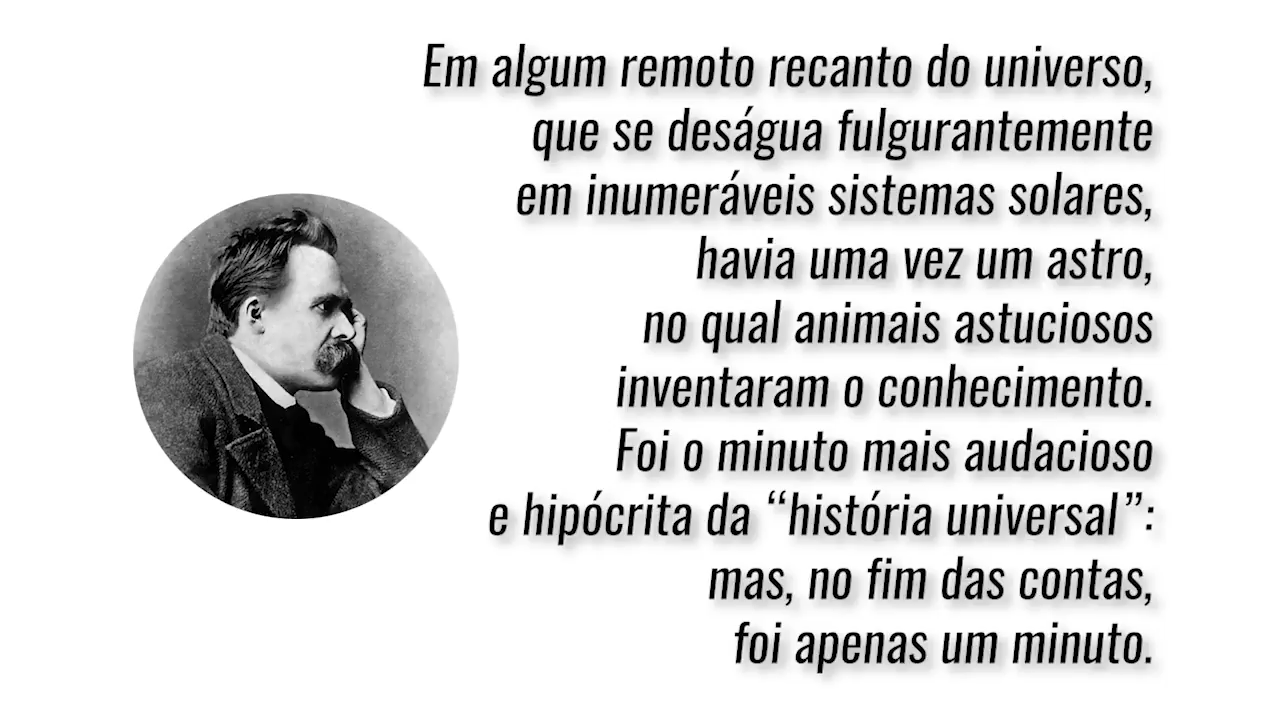 Em algum remoto recanto do universo,
que se deságua fulgurantemente
em inumeráveis sistemas solares,
havia uma vez um astro,
no qual animais astuciosos
inventaram o conhecimento.
Foi o minuto mais audacioso
e hipócrita da “história universal”:
mas, no fim das contas,
foi apenas um minuto.